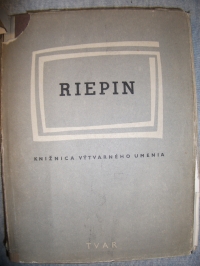 RIEPIN
KNIŽNICA VÝTVARNÉHO UMENIA
TVAR